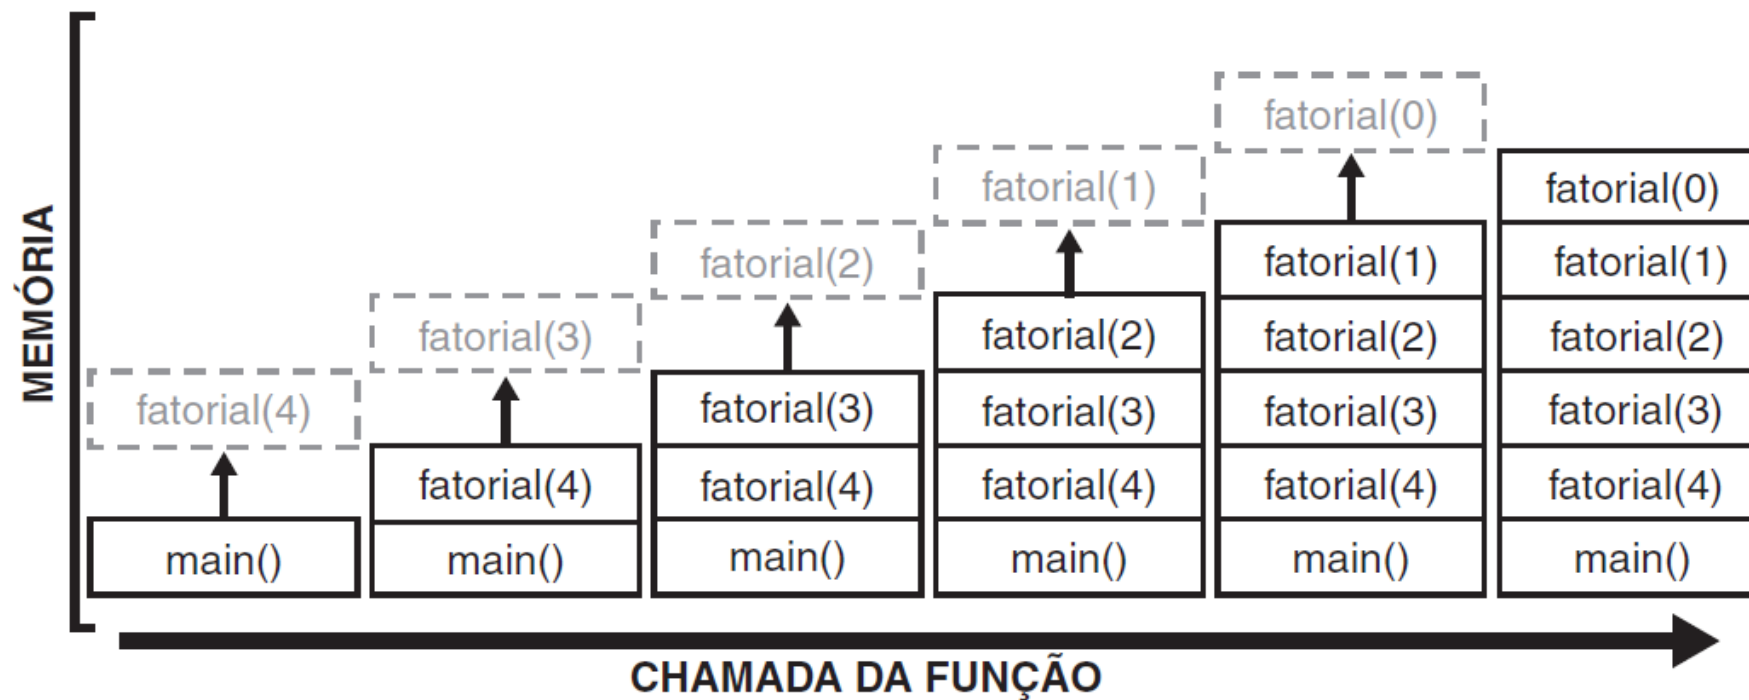 MEMÓRIA
fatorial(4)
main()
fatorial(3)
fatorial(4)
main()
fatorial(2)
fatorial(3)
fatorial(4)
main()
fatorial(1)
fatorial(2)
fatorial(3)
fatorial(4)
main()
fatorial(0)
fatorial(1)
fatorial(2)
fatorial(3)
fatorial(4)
main()
fatorial(0)
fatorial(1)
fatorial(2)
fatorial(3)
fatorial(4)
main()
CHAMADA DA FUNÇÃO